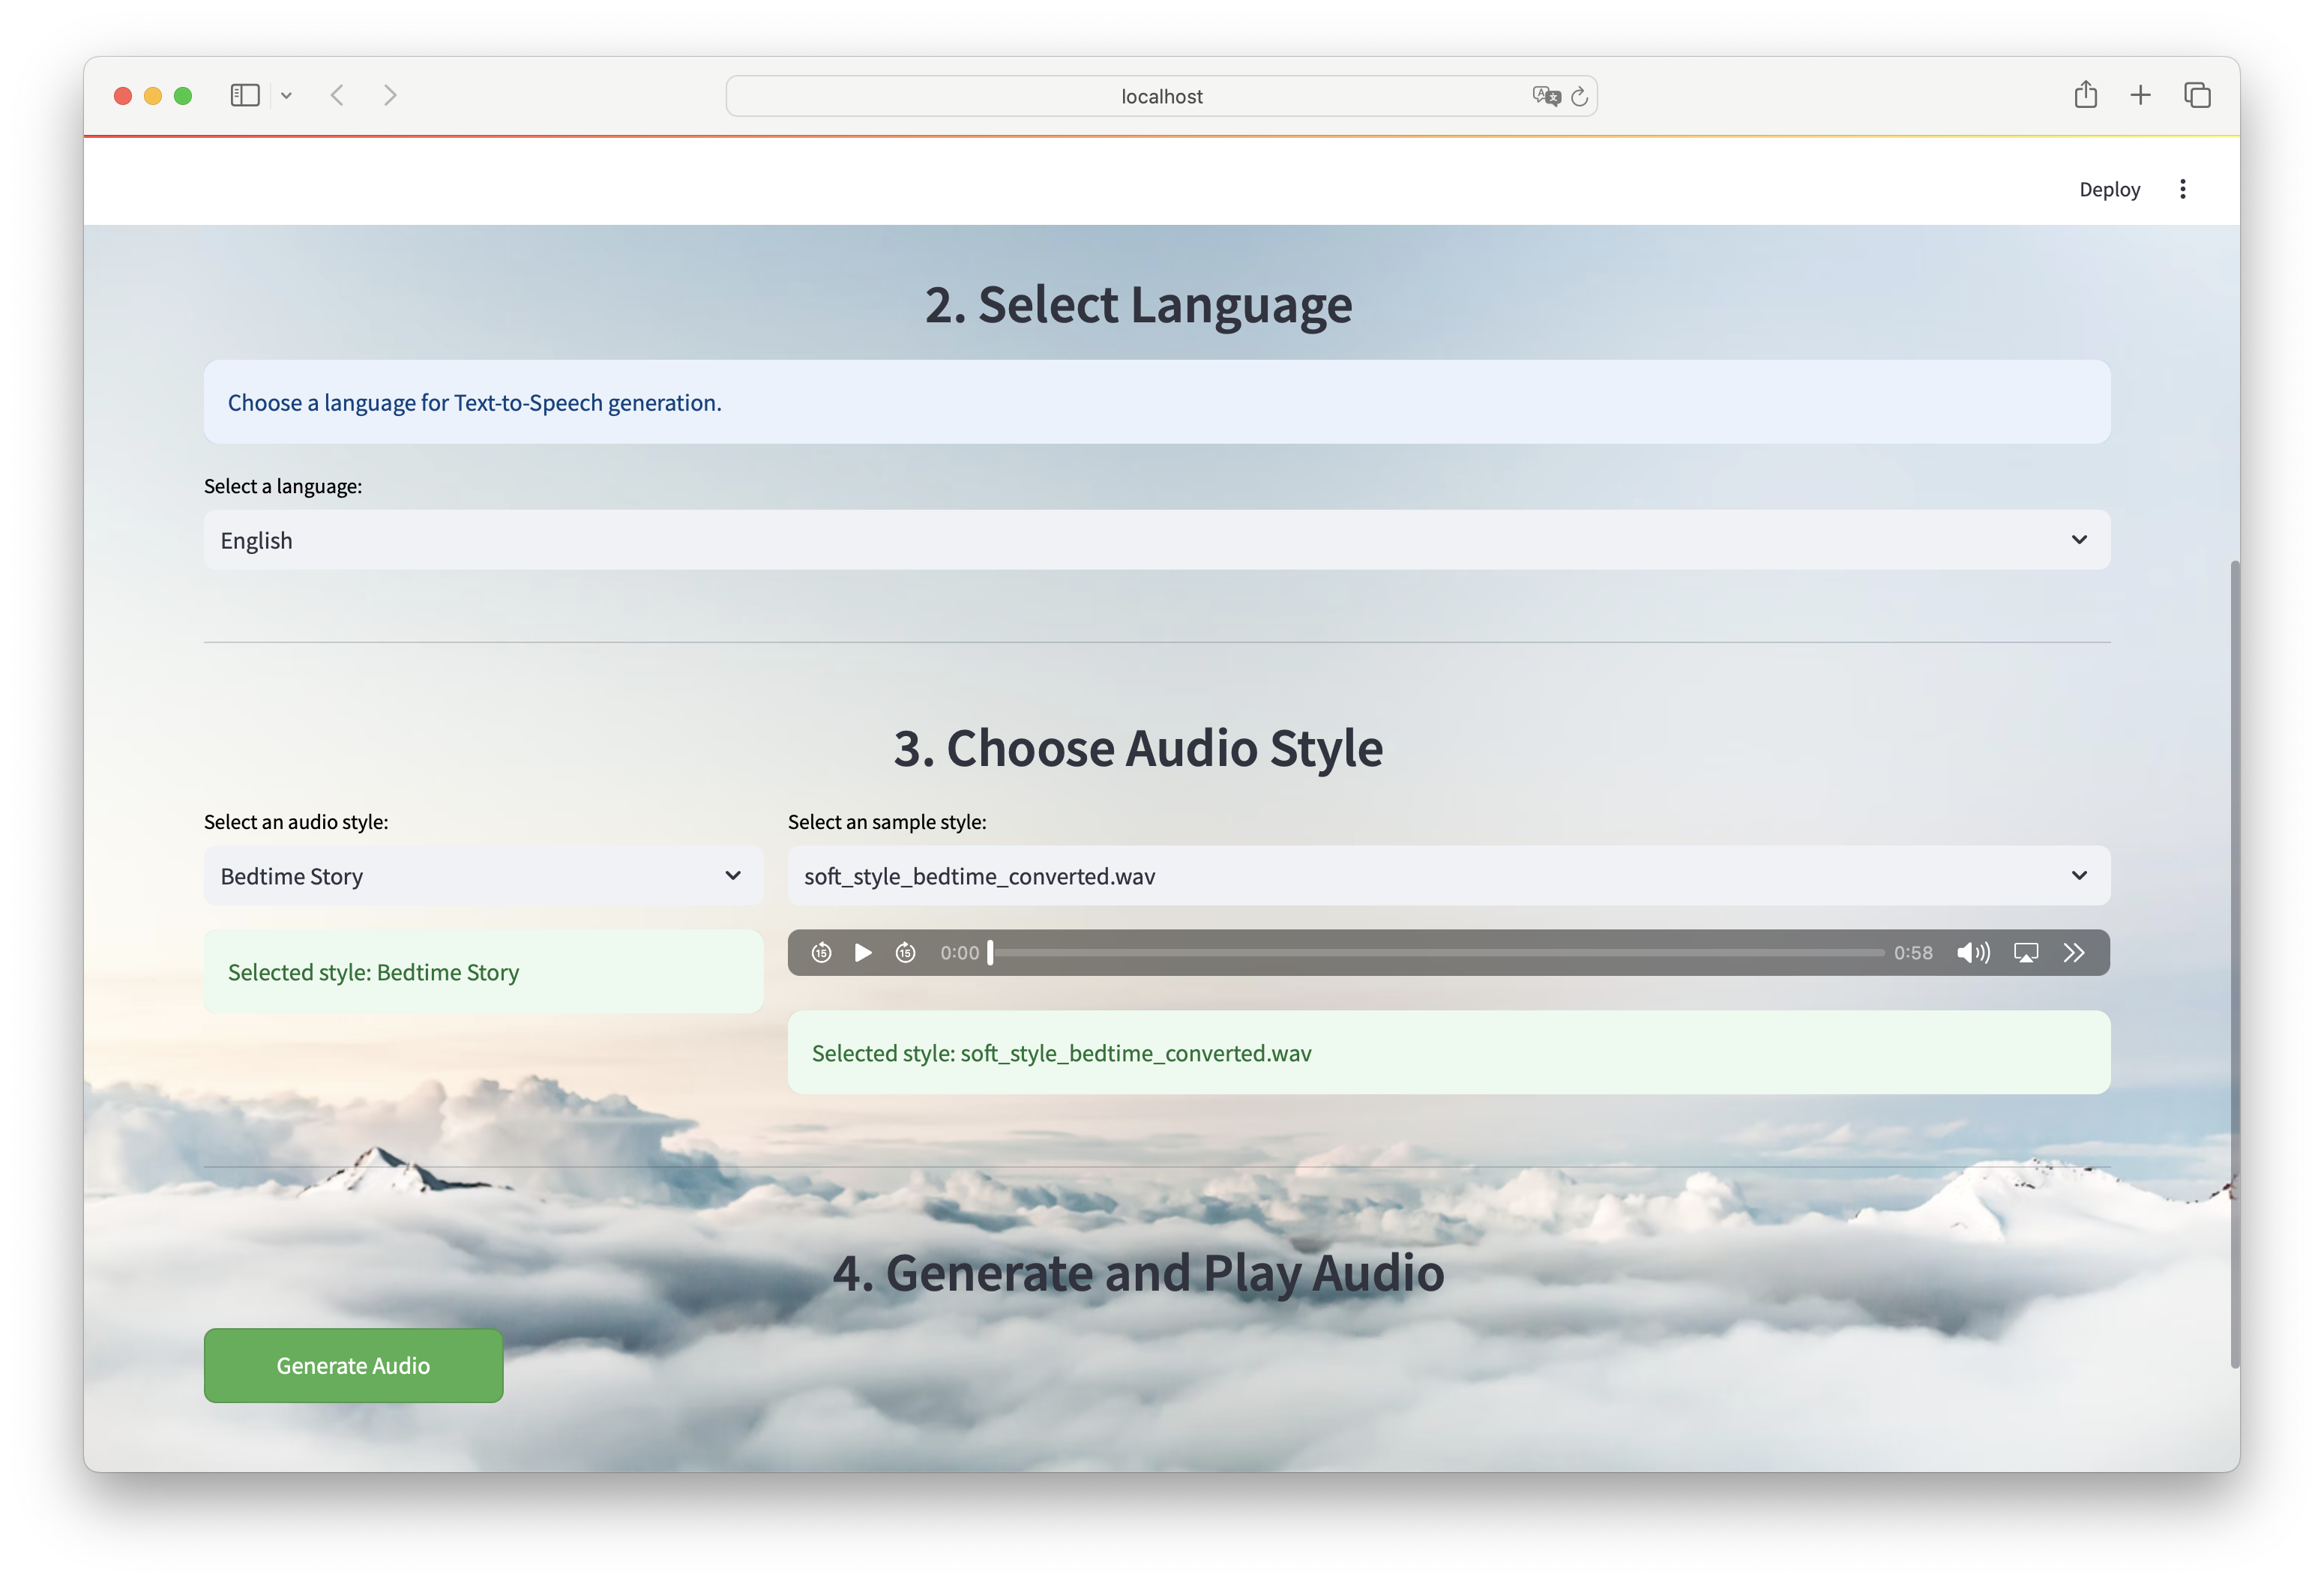 localhost
Deploy
2. Select Language
Choose a language for Text-to-Speech generation.
Select a language:
English
3. Choose Audio Style
Select an audio style:
Bedtime Story
Selected style: Bedtime Story
Select an sample style:
soft_style_bedtime_converted.wav
15
15
0:00
0:58
Selected style: soft_style_bedtime_converted.wav
4. Generate and Play Audio
Generate Audio